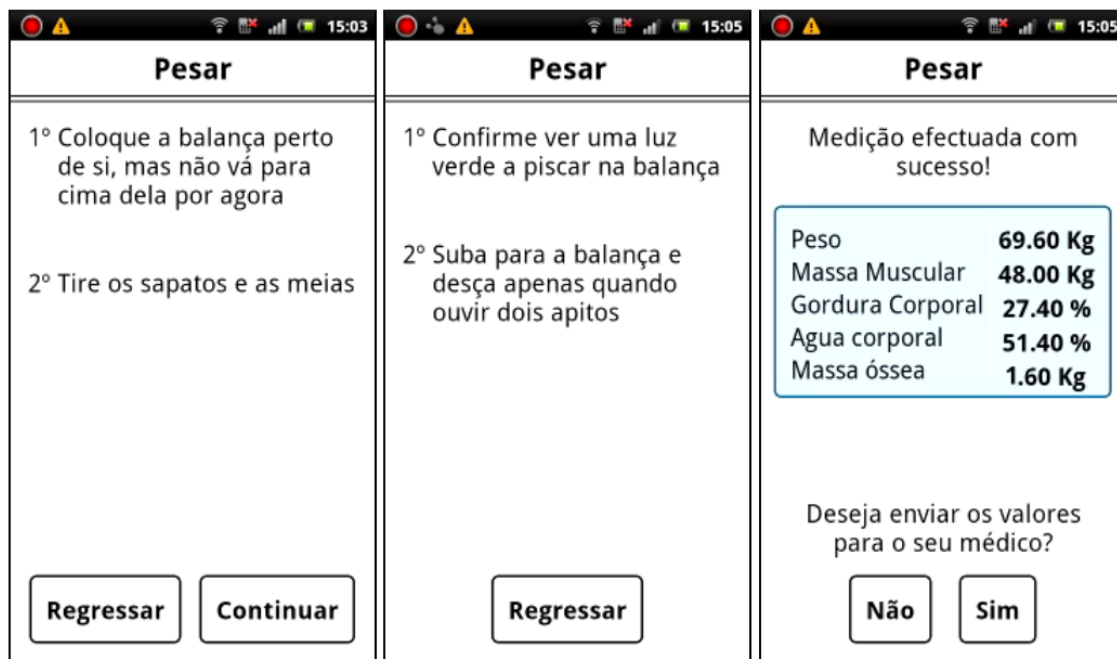 15:03
Pesar
1º Coloque a balança perto
de si, mas não vá para
cima dela por agora
2º Tire os sapatos e as meias
Regressar Continuar
15:05
Pesar
1º Confirme ver uma luz
verde a piscar na balança
2º Suba para a balança e
desça apenas quando
ouvir dois apitos
Regressar
15:05
Pesar
Medição efectuada com
sucesso!
Peso 69.60 Kg
Massa Muscular 48.00 Kg
Gordura Corporal 27.40 %
Agua corporal 51.40 %
Massa óssea 1.60 Kg
Deseja enviar os valores
para o seu médico?
Não Sim